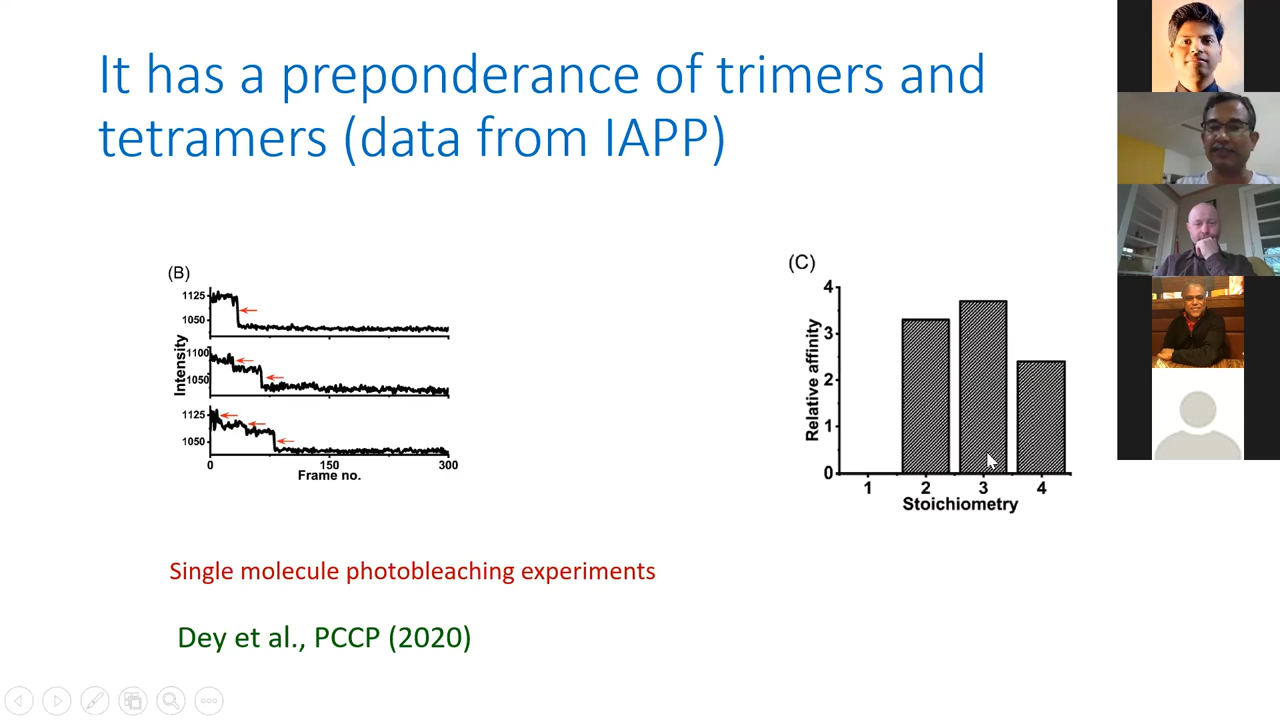 It has a preponderance of trimers and
tetramers (data from IAPP)
(B)
1125
1050
1100
1050
1125
1050
Intensity
0
150
300
Frame no.
(C)
4
3
2
1
0
Relative affinity
1
2
3
4
Stoichiometry
Single molecule photobleaching experiments
Dey et al., PCCP (2020)